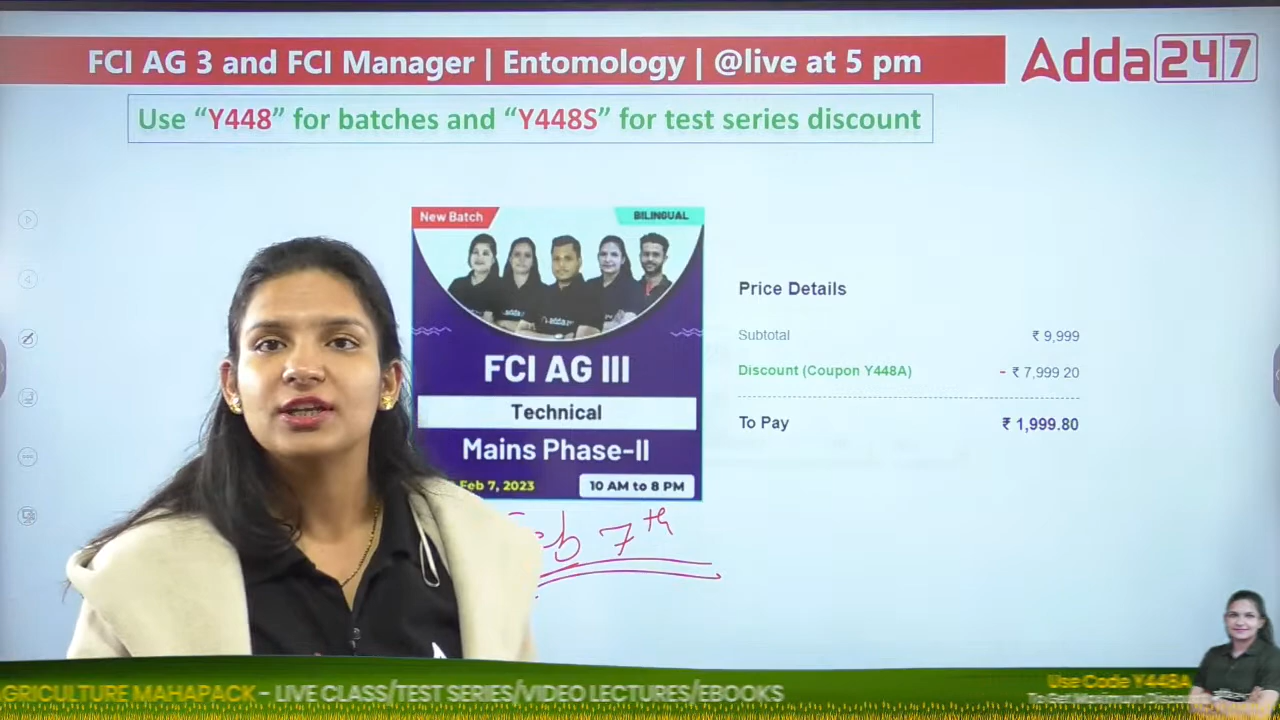 FCI AG 3 and FCI Manager | Entomology | @live at 5 pm
Adda247
Use “Y448” for batches and “Y448S” for test series discount
New Batch
BILINGUAL
FCI AG III
Technical
Mains Phase-II
Feb 7, 2023
10 AM to 8 PM
Price Details
Subtotal ₹ 9,999
Discount (Coupon Y448A) - ₹ 7,999 20
To Pay ₹ 1,999.80
7th
AGRICULTURE MAHAPACK - LIVE CLASS/TEST SERIES/VIDEO LECTURES/EBOOKS
Use Code Y448A
To Get Maximum